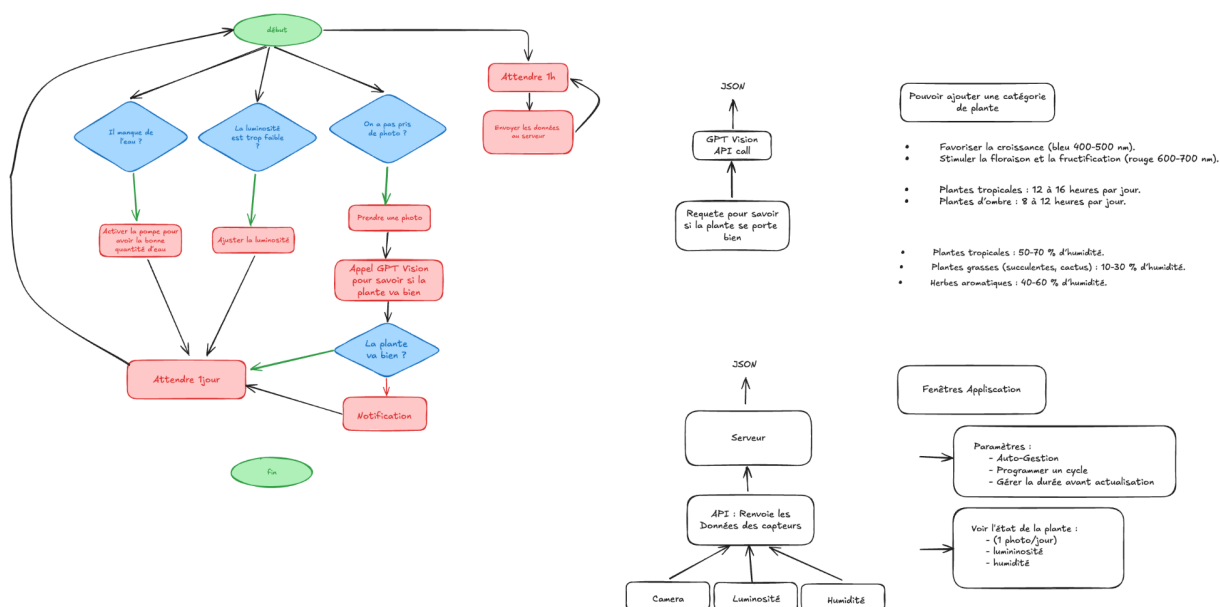 début
Il manque de
l'eau ?
La luminosité
est trop faible
?
On a pas pris
de photo ?
Attendre 1h
Envoyer les données
au serveur
Activer la pompe pour
avoir la bonne
quantité d'eau
Ajuster la luminosité
Prendre une photo
Appel GPT Vision
pour savoir si la
plante va bien
La plante
va bien ?
Attendre 1jour
Notification
fin
JSON
GPT Vision
API call
Requete pour savoir
si la plante se porte
bien
Pouvoir ajouter une catégorie
de plante
• Favoriser la croissance (bleu 400-500 nm).
• Stimuler la floraison et la fructification (rouge 600-700 nm).
• Plantes tropicales : 12 à 16 heures par jour.
• Plantes d'ombre : 8 à 12 heures par jour.
• Plantes tropicales : 50-70 % d'humidité.
• Plantes grasses (succulentes, cactus) : 10-30 % d'humidité.
• Herbes aromatiques : 40-60 % d'humidité.
JSON
Serveur
API : Renvoie les
Données des capteurs
Camera
Luminosité
Humidité
Fenêtres Appliscation
Paramètres :
- Auto-Gestion
- Programmer un cycle
- Gérer la durée avant actualisation
Voir l'état de la plante :
- (1 photo/jour)
- lumininosité
- humidité